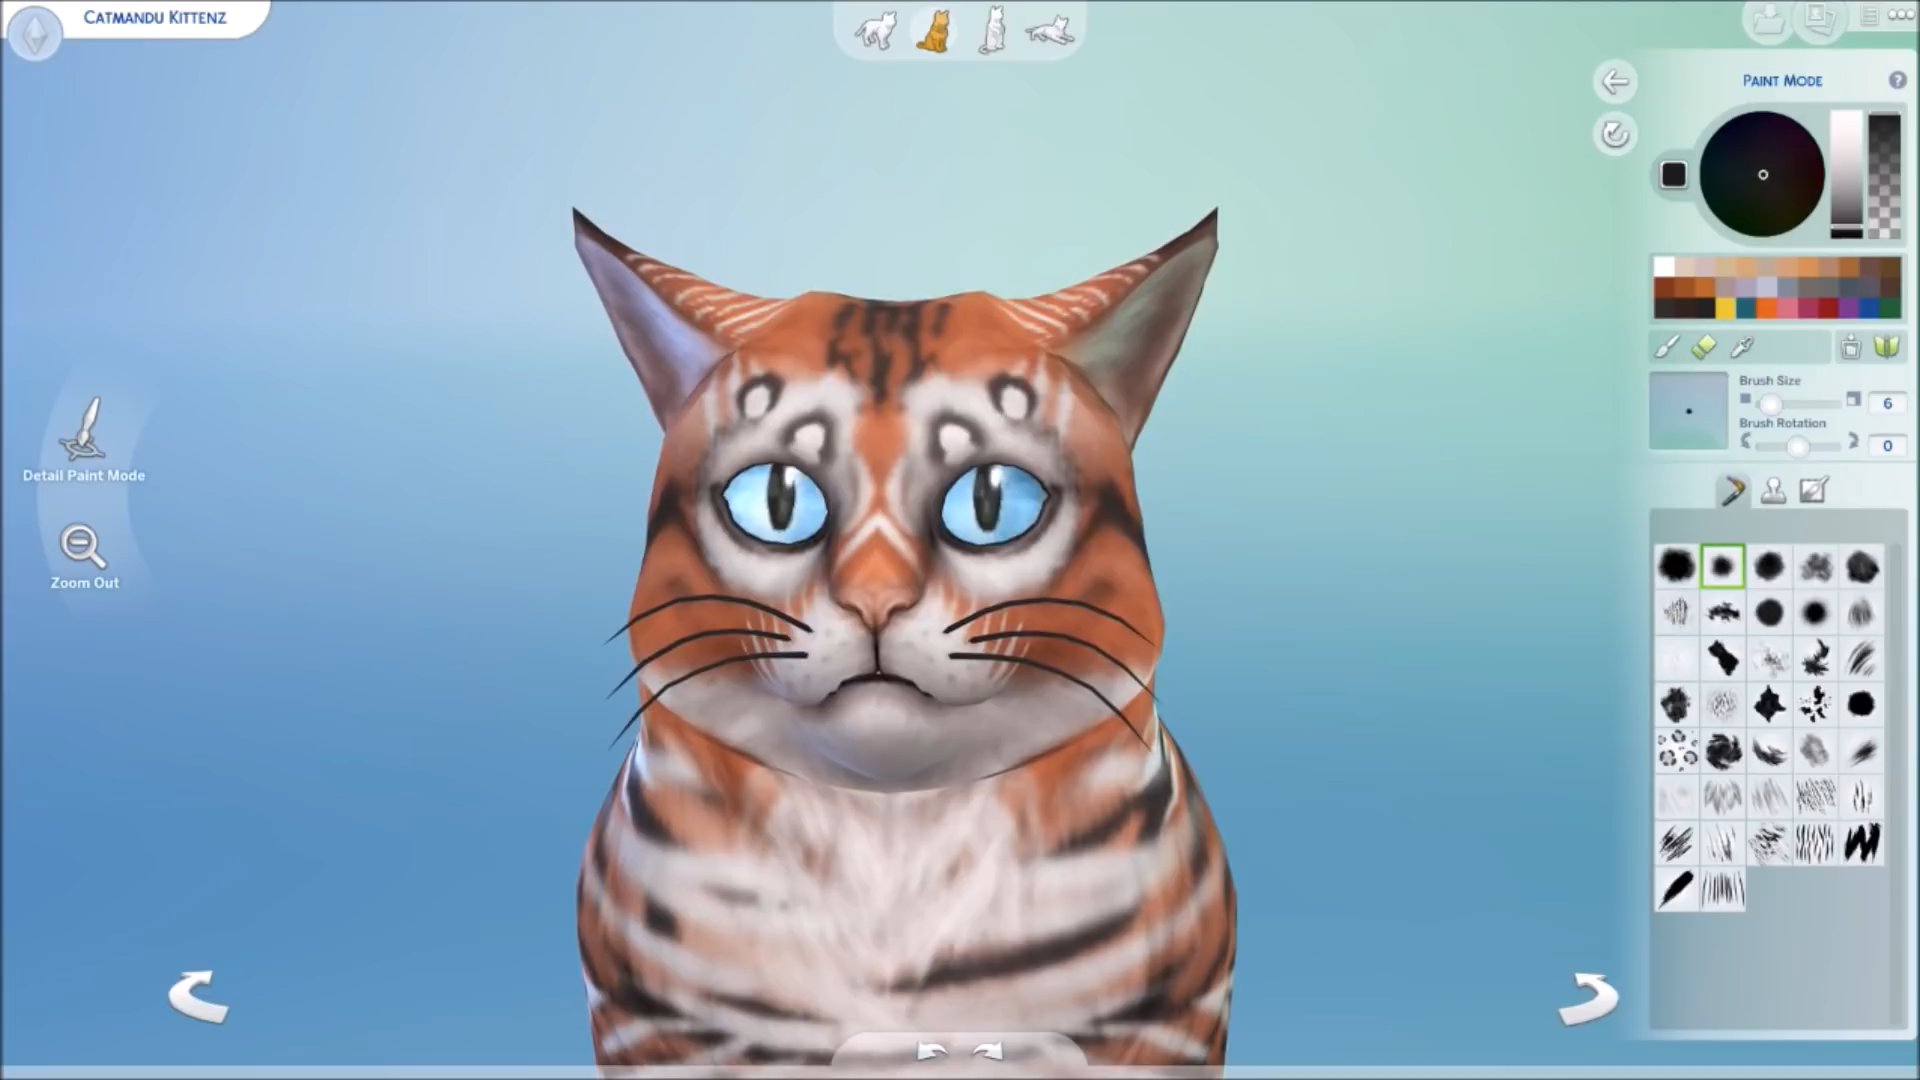 CATMANDU KITTENZ
PAINT MODE
?
Brush Size
6
Brush Rotation
0
Detail Paint Mode
Zoom Out